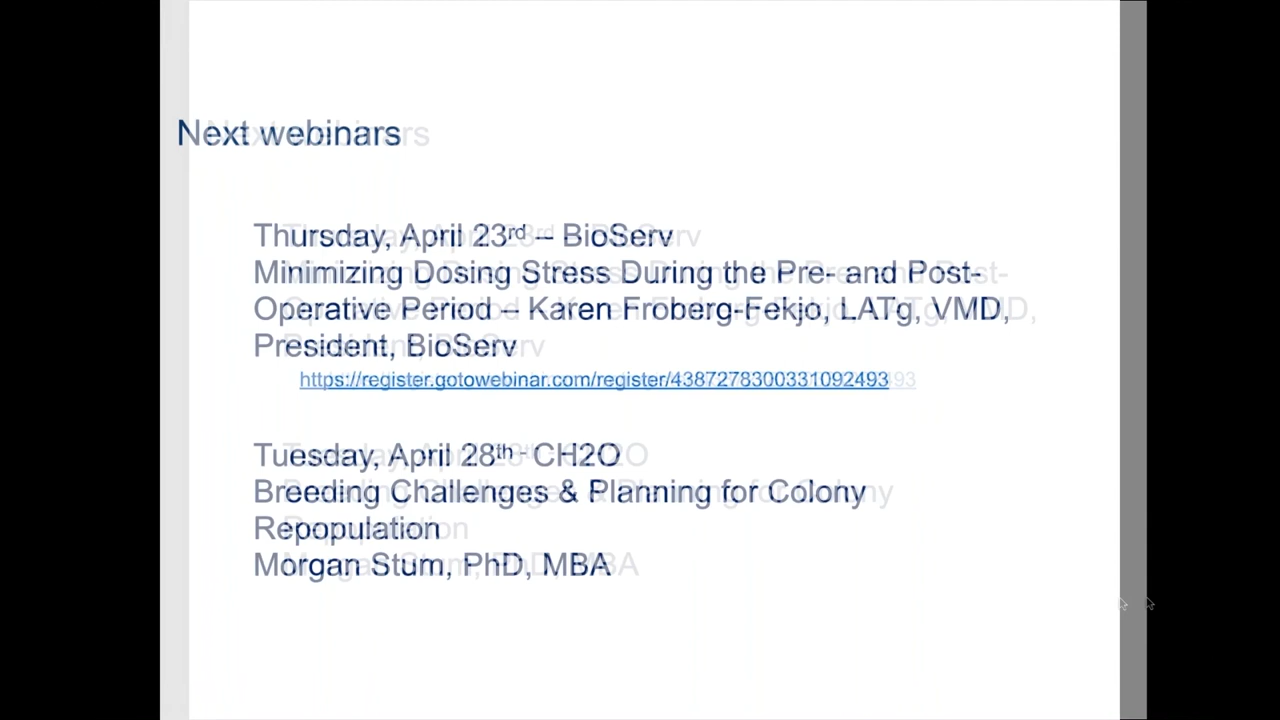 Next webinars
Thursday, April 23rd – BioServ
Minimizing Dosing Stress During the Pre- and Post-
Operative Period – Karen Froberg-Fekjo, LATg, VMD,
President, BioServ
https://register.gotowebinar.com/register/4387278300331092493
Tuesday, April 28th - CH2O
Breeding Challenges & Planning for Colony
Repopulation
Morgan Stum, PhD, MBA